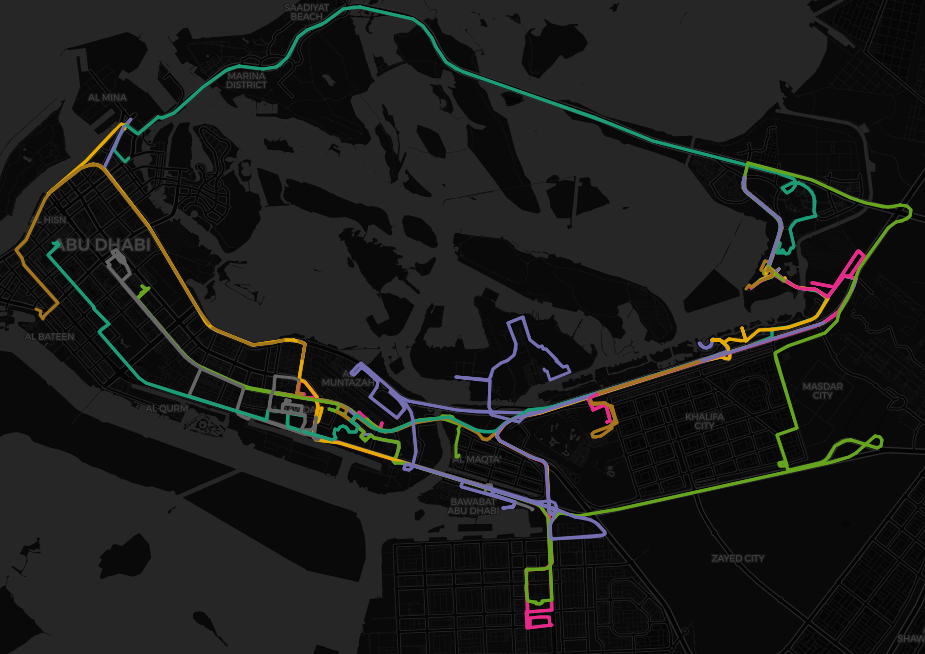 SAADIYAT
BEACH
MARINA
DISTRICT
AL MINA
AL HISN
ABU DHABI
AL BATEEN
MUNTAZAH
AL QURM
MASDAR
CITY
KHALIFA
CITY
AL MAQTA'
BAWABAT
ABU DHABI
ZAYED CITY
SHAW